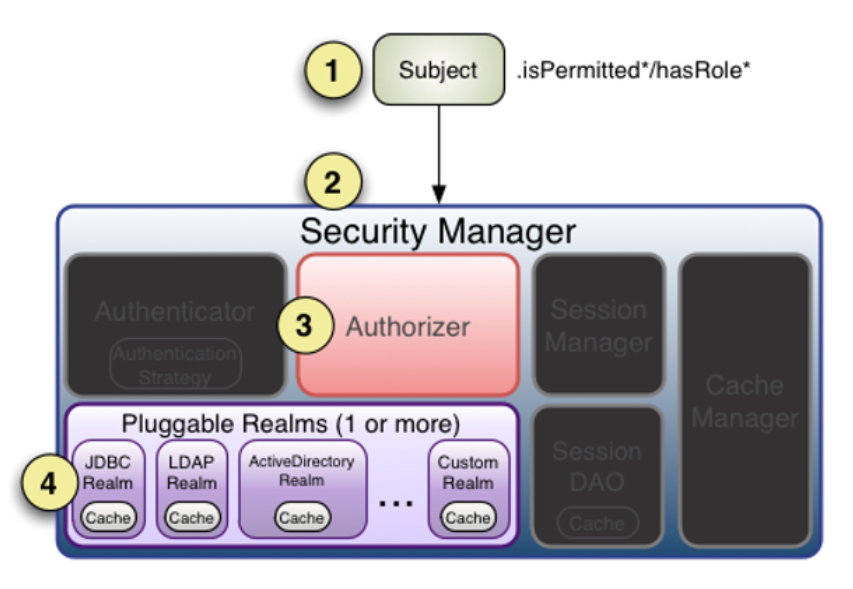 1
Subject
.isPermitted*/hasRole*
2
Security Manager
Authenticator
Authentication
Strategy
3
Authorizer
Session
Manager
Cache
Manager
Pluggable Realms (1 or more)
4
JDBC
Realm
Cache
LDAP
Realm
Cache
ActiveDirectory
Realm
Cache
...
Custom
Realm
Cache
Session
DAO
Cache